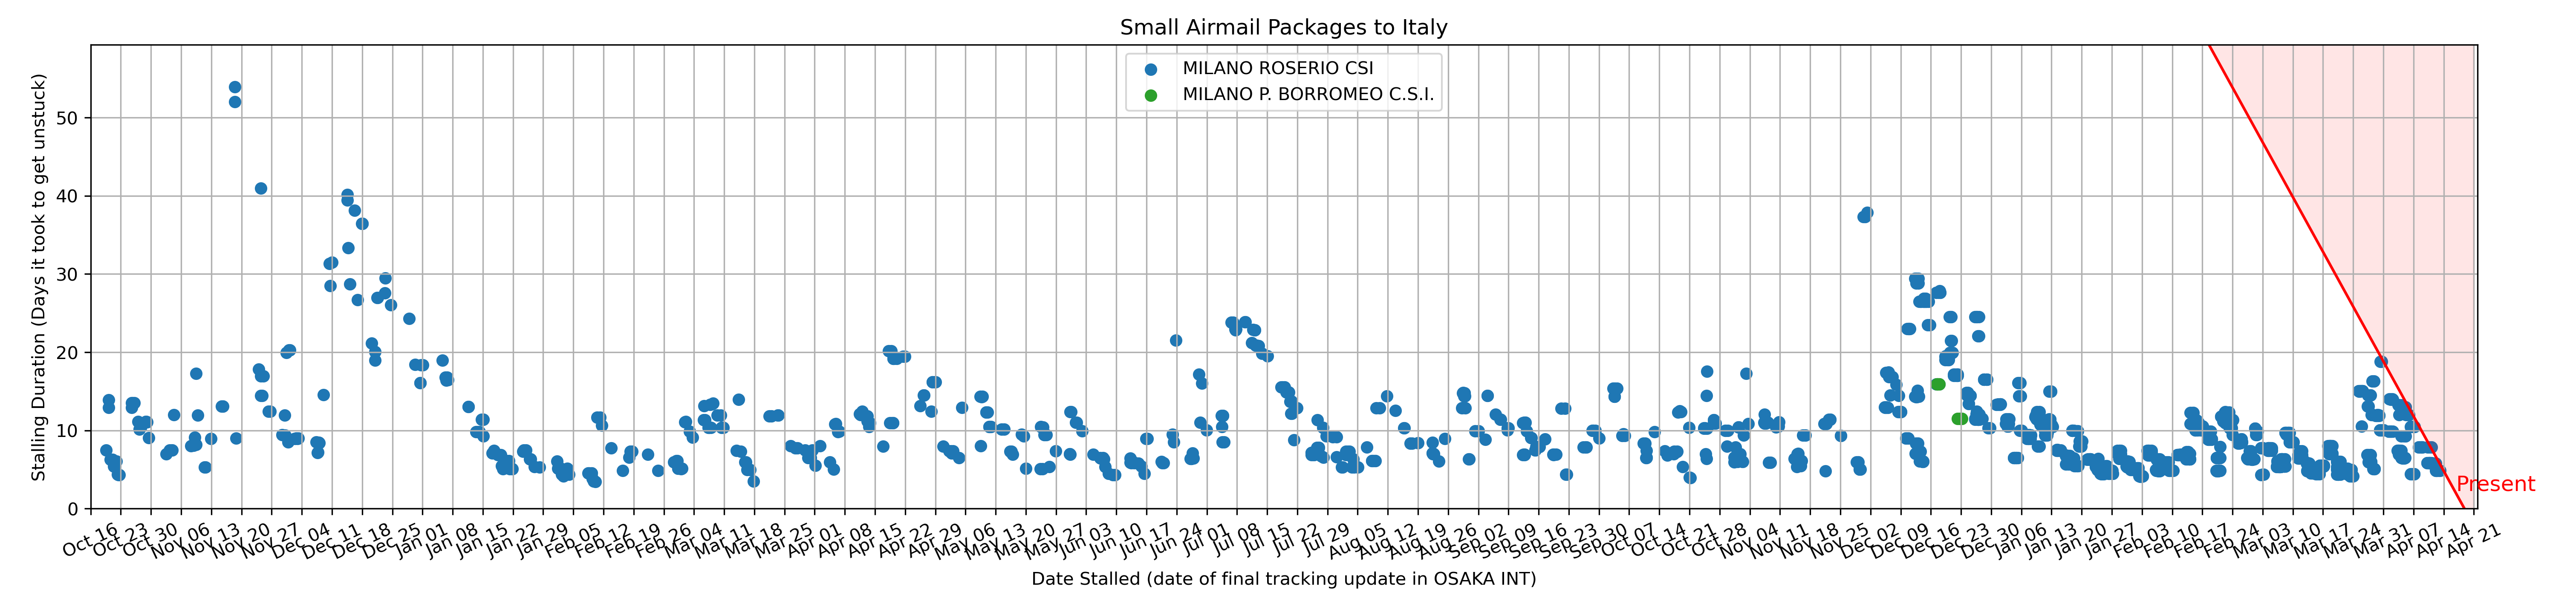 Small Airmail Packages to Italy
MILANO ROSERIO CSI
MILANO P. BORROMEO C.S.I.
Stalling Duration (Days it took to get unstuck)
50
40
30
20
10
0
Present
Oct 16 Oct 23 Oct 30 Nov 06 Nov 13 Nov 20 Nov 27 Dec 04 Dec 11 Dec 18 Dec 25 Jan 01 Jan 08 Jan 15 Jan 22 Jan 29 Feb 05 Feb 12 Feb 19 Feb 26 Mar 04 Mar 11 Mar 18 Mar 25 Apr 01 Apr 08 Apr 15 Apr 22 Apr 29 May 06 May 13 May 20 May 27 Jun 03 Jun 10 Jun 17 Jun 24 Jul 01 Jul 08 Jul 15 Jul 22 Jul 29 Aug 05 Aug 12 Aug 19 Aug 26 Sep 02 Sep 09 Sep 16 Sep 23 Sep 30 Oct 07 Oct 14 Oct 21 Oct 28 Nov 04 Nov 11 Nov 18 Nov 25 Dec 02 Dec 09 Dec 16 Dec 23 Dec 30 Jan 06 Jan 13 Jan 20 Jan 27 Feb 03 Feb 10 Feb 17 Feb 24 Mar 03 Mar 10 Mar 17 Mar 24 Mar 31 Apr 07 Apr 14 Apr 21
Date Stalled (date of final tracking update in OSAKA INT)